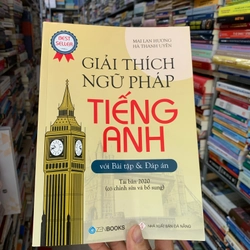 MAI LAN HƯƠNG
HÀ THANH UYÊN
BEST
SELLER
GIẢI THÍCH
NGỮ PHÁP
TIẾNG
ANH
với Bài tập & Đáp án
Tái bản 2020
(có chỉnh sửa và bổ sung)
ZENBOOKS
NHÀ XUẤT BẢN ĐÀ NẴNG